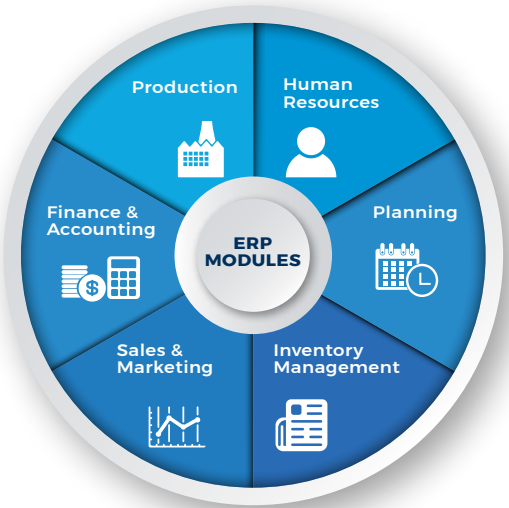 Production
Human
Resources
Finance &
Accounting
Planning
ERP
MODULES
Sales &
Marketing
Inventory
Management
$